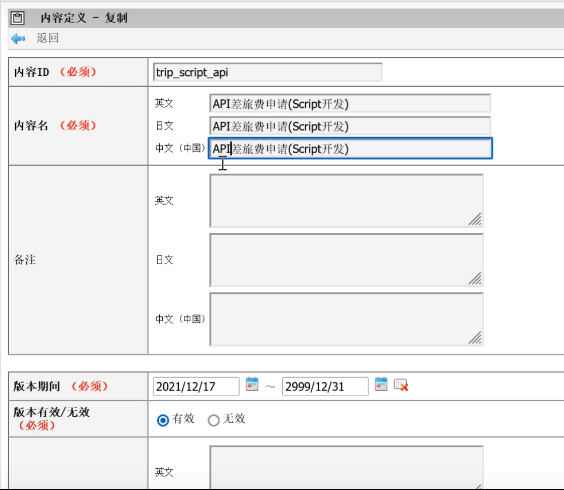 内容定义 - 复制
返回
内容ID （必须） trip_script_api
内容名 （必须）
英文 API差旅费申请(Script开发)
日文 API差旅费申请(Script开发)
中文（中国） API差旅费申请(Script开发)
备注
英文
日文
中文（中国）
版本期间 （必须） 2021/12/17 ～ 2999/12/31
版本有效/无效
（必须）
有效 无效
英文